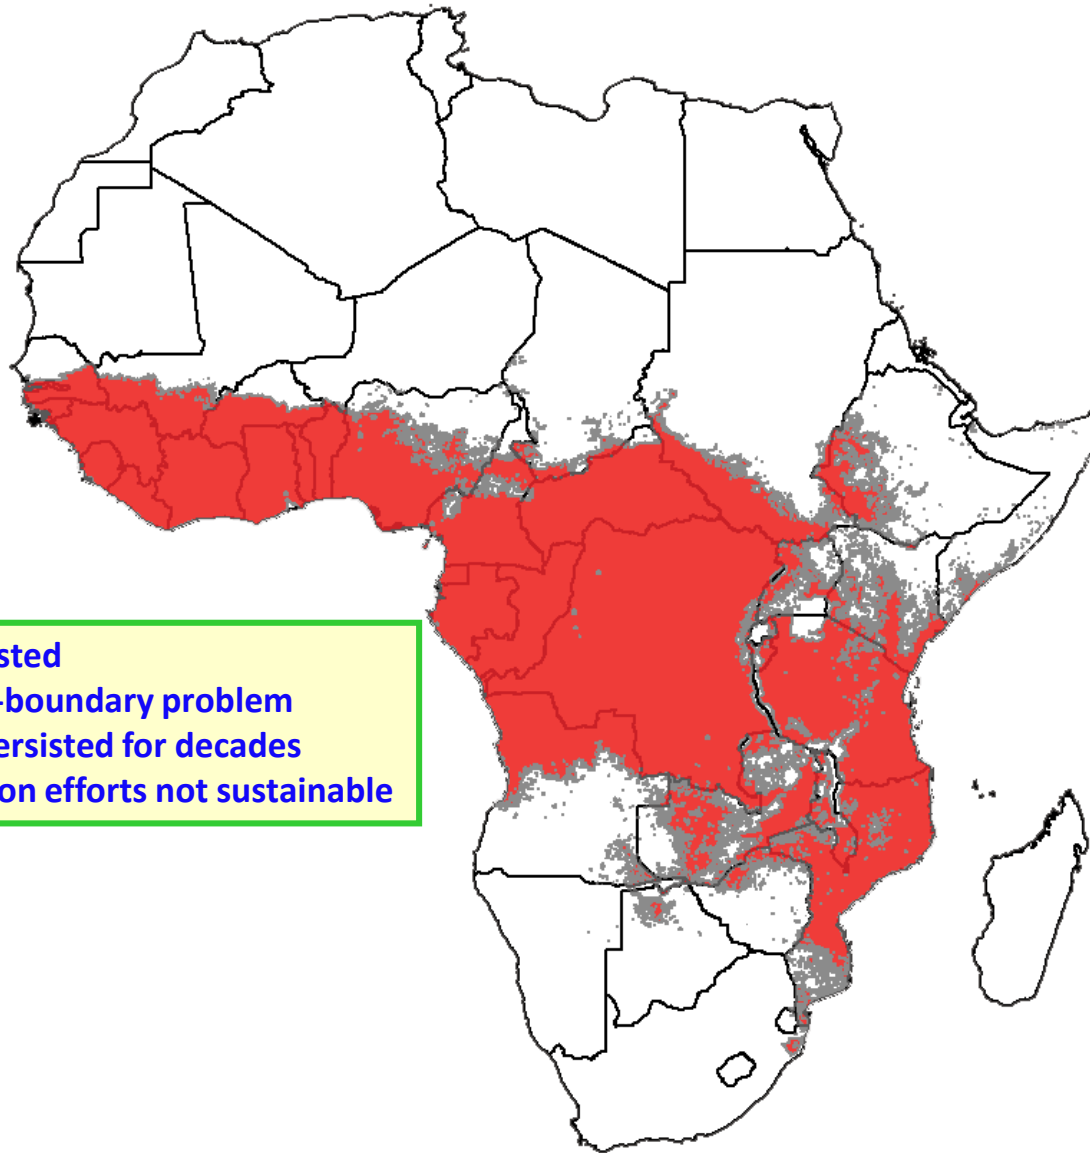 sted
-boundary problem
ersisted for decades
on efforts not sustainable